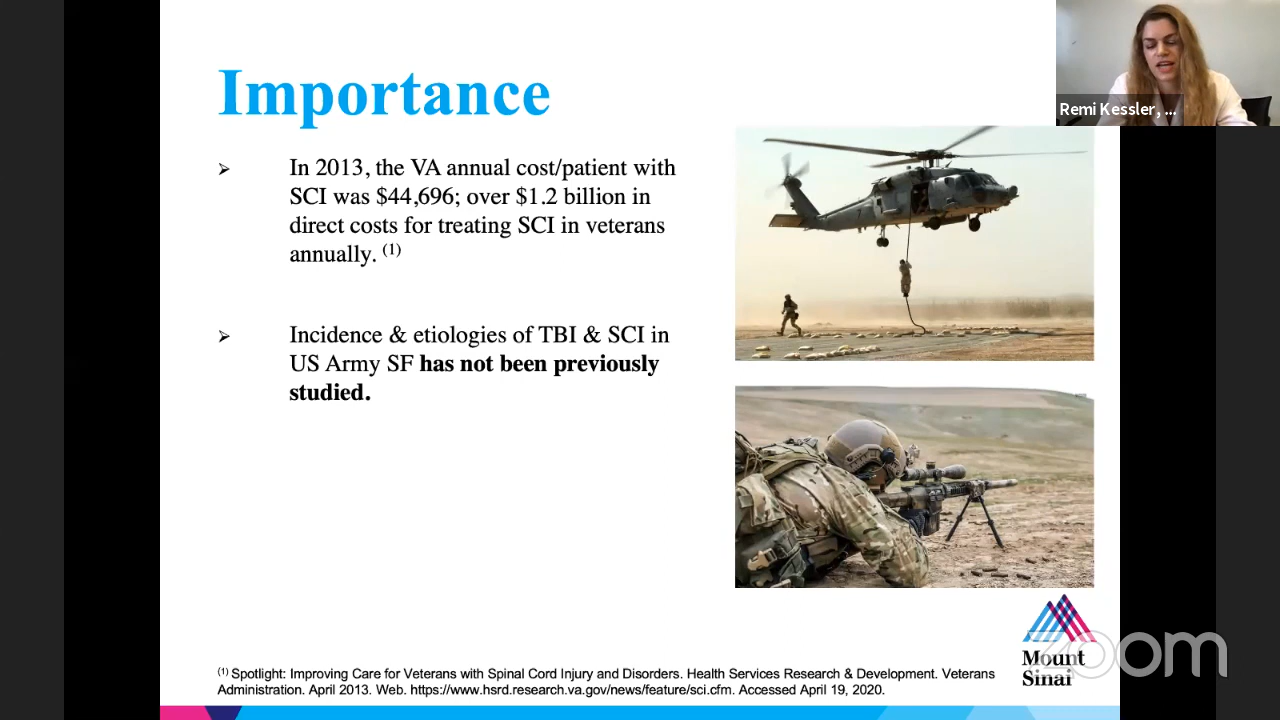 Importance
Remi Kessler, ...
➢ In 2013, the VA annual cost/patient with
SCI was $44,696; over $1.2 billion in
direct costs for treating SCI in veterans
annually. (1)
➢ Incidence & etiologies of TBI & SCI in
US Army SF has not been previously
studied.
Mount
Sinai
zoom
(1) Spotlight: Improving Care for Veterans with Spinal Cord Injury and Disorders. Health Services Research & Development. Veterans
Administration. April 2013. Web. https://www.hsrd.research.va.gov/news/feature/sci.cfm. Accessed April 19, 2020.